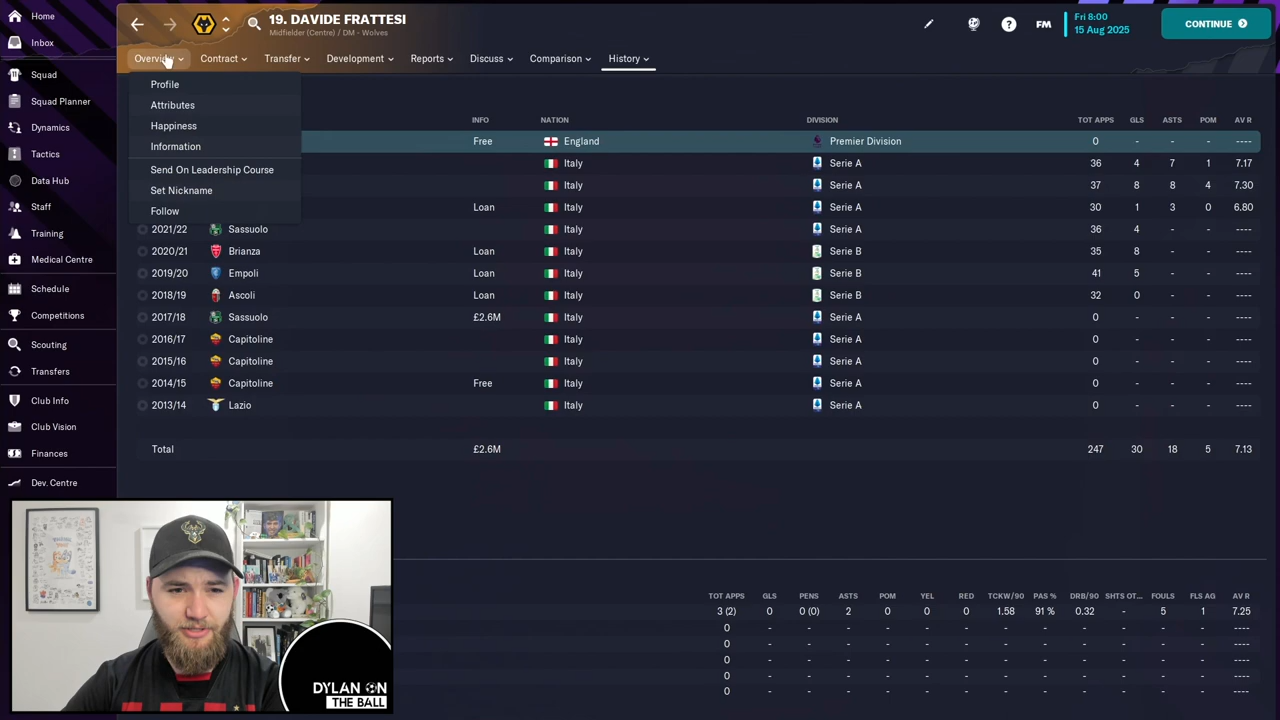 Home
Inbox
Squad
Squad Planner
Dynamics
Tactics
Data Hub
Staff
Training
Medical Centre
Schedule
Competitions
Scouting
Transfers
Club Info
Club Vision
Finances
Dev. Centre
19. DAVIDE FRATTESI
Midfielder (Centre) / DM - Wolves
FM
Fri 8:00
15 Aug 2025
CONTINUE
Overview Contract Transfer Development Reports Discuss Comparison History
Profile
Attributes
Happiness
Information
Send On Leadership Course
Set Nickname
Follow
INFO NATION DIVISION TOT APPS GLS ASTS POM AV R
Free England Premier Division 0 - - - ----
Italy Serie A 36 4 7 1 7.17
Italy Serie A 37 8 8 4 7.30
Loan Italy Serie A 30 1 3 0 6.80
2021/22 Sassuolo Italy Serie A 36 4 - - ----
2020/21 Brianza Loan Italy Serie B 35 8 - - ----
2019/20 Empoli Loan Italy Serie B 41 5 - - ----
2018/19 Ascoli Loan Italy Serie B 32 0 - - ----
2017/18 Sassuolo £2.6M Italy Serie A 0 - - - ----
2016/17 Capitoline Italy Serie A 0 - - - ----
2015/16 Capitoline Italy Serie A 0 - - - ----
2014/15 Capitoline Free Italy Serie A 0 - - - ----
2013/14 Lazio Italy Serie A 0 - - - ----
Total £2.6M 247 30 18 5 7.13
TOT APPS GLS PENS ASTS POM YEL RED TCKW/90 PAS % DRB/90 SHTS OT... FOULS FLS AG AV R
3 (2) 0 0 (0) 2 0 0 0 1.58 91 % 0.32 - 5 1 7.25
0 - - - - - - - - - - - - ----
0 - - - - - - - - - - - - ----
0 - - - - - - - - - - - - ----
0 - - - - - - - - - - - - ----
0 - - - - - - - - - - - - ----
DYLAN ON
THE BALL